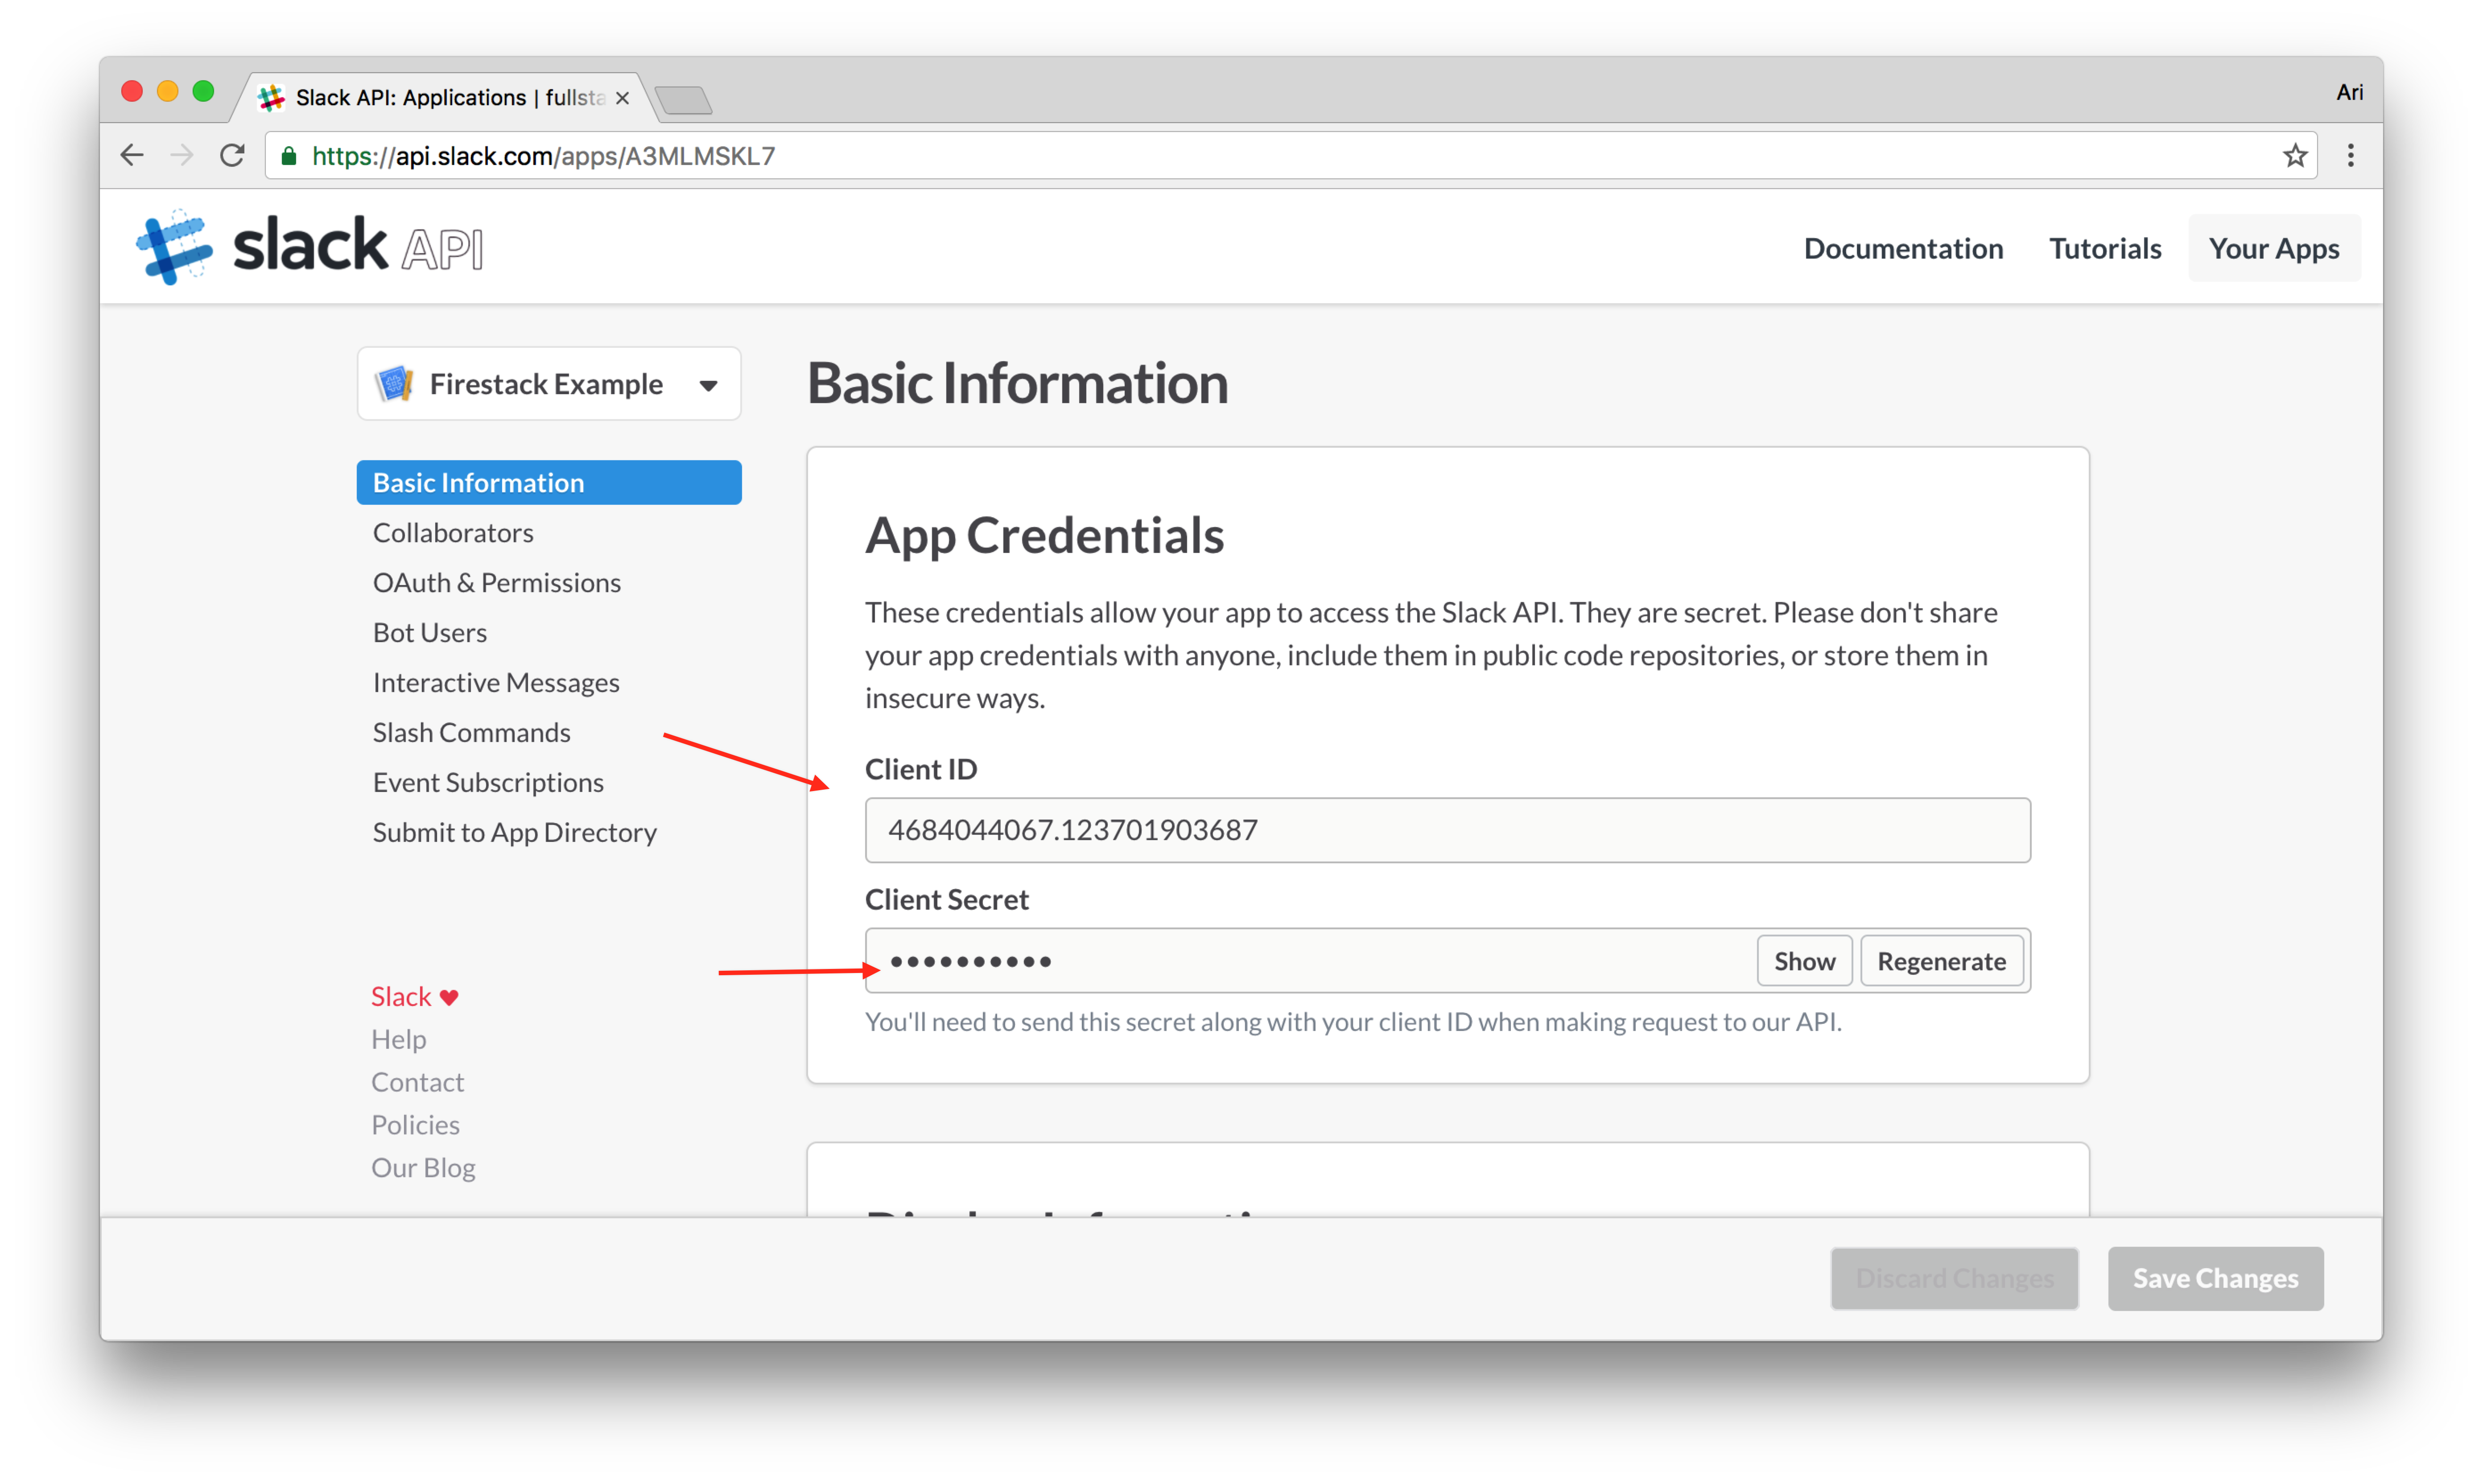 Slack API: Applications | fullsta
Ari
https://api.slack.com/apps/A3MLMSKL7
slack API
Documentation
Tutorials
Your Apps
Firestack Example
Basic Information
Collaborators
OAuth & Permissions
Bot Users
Interactive Messages
Slash Commands
Event Subscriptions
Submit to App Directory
Slack
Help
Contact
Policies
Our Blog
Basic Information
App Credentials
These credentials allow your app to access the Slack API. They are secret. Please don't share
your app credentials with anyone, include them in public code repositories, or store them in
insecure ways.
Client ID
4684044067.123701903687
Client Secret
••••••••••
Show
Regenerate
You'll need to send this secret along with your client ID when making request to our API.
Discard Changes
Save Changes